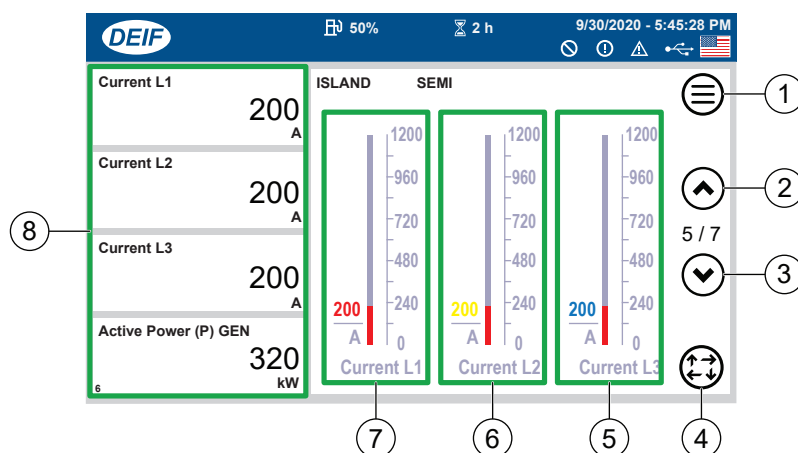 DEIF
50%
2 h
9/30/2020 - 5:45:28 PM
Current L1
200
A
Current L2
200
A
Current L3
200
A
Active Power (P) GEN
320
kW
6
ISLAND SEMI
1200
960
720
480
240
0
200
A
Current L1
1200
960
720
480
240
0
200
A
Current L2
1200
960
720
480
240
0
200
A
Current L3
5 / 7
1
2
3
4
5
6
7
8